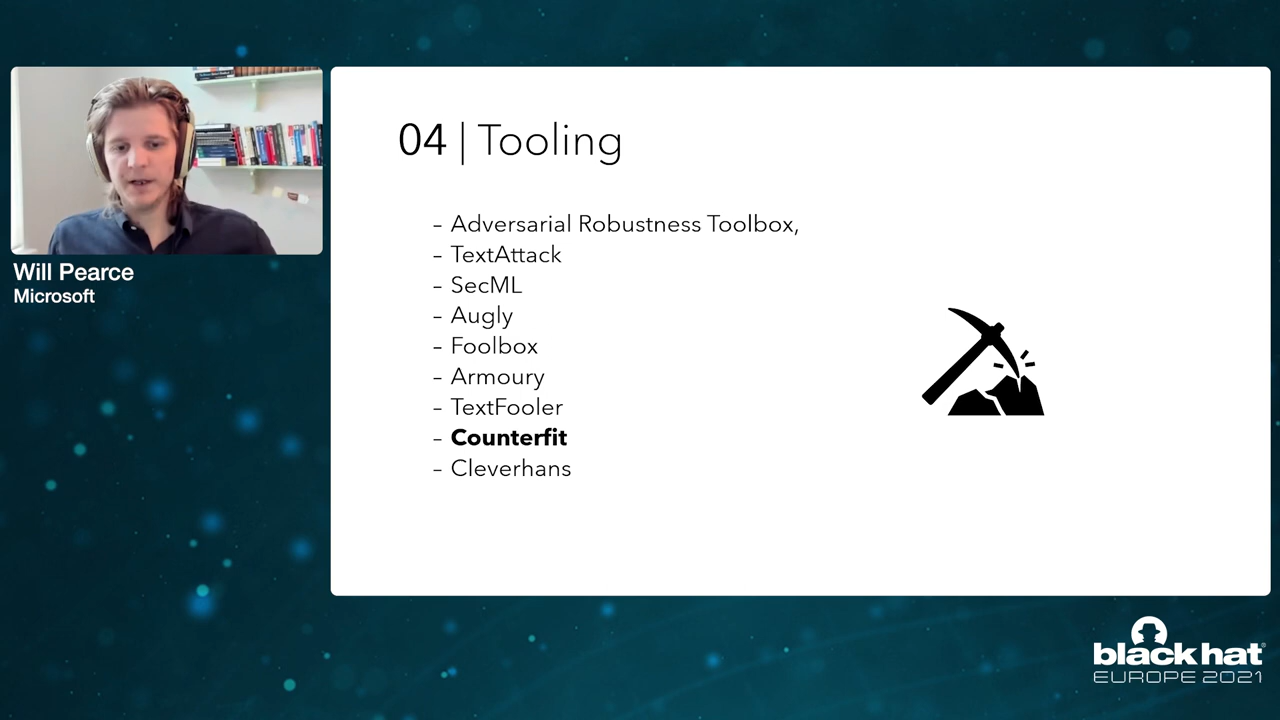 Will Pearce
Microsoft
04 | Tooling
– Adversarial Robustness Toolbox,
– TextAttack
– SecML
– Augly
– Foolbox
– Armoury
– TextFooler
– Counterfit
– Cleverhans
black hat
EUROPE 2021